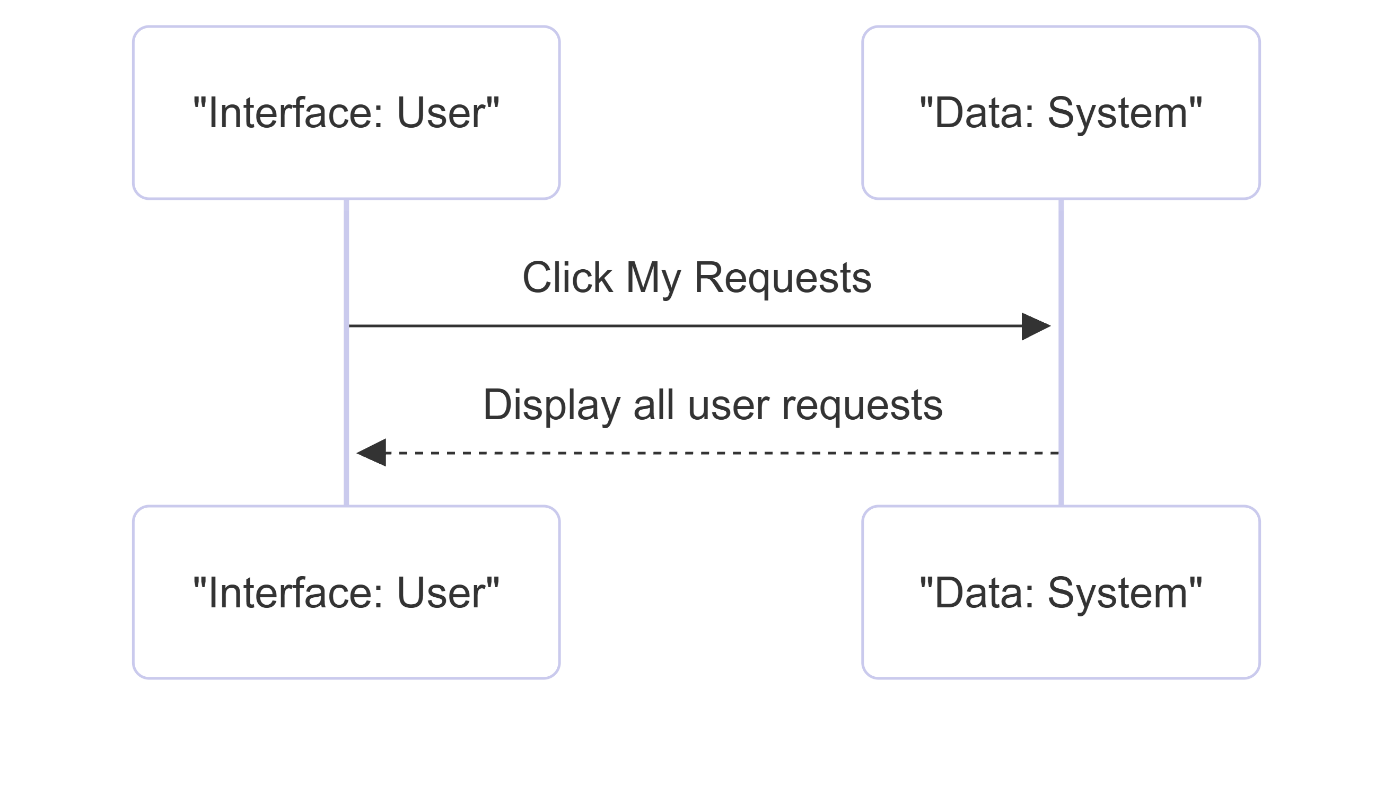 "Interface: User"
"Data: System"
Click My Requests
Display all user requests
"Interface: User"
"Data: System"